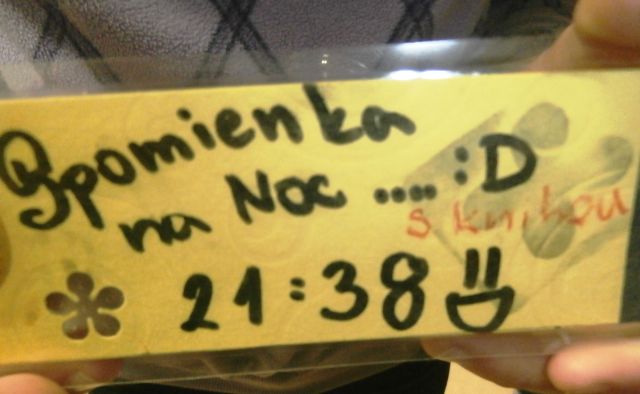 Spomienka
na Noc .... :D
s knihou
21:38